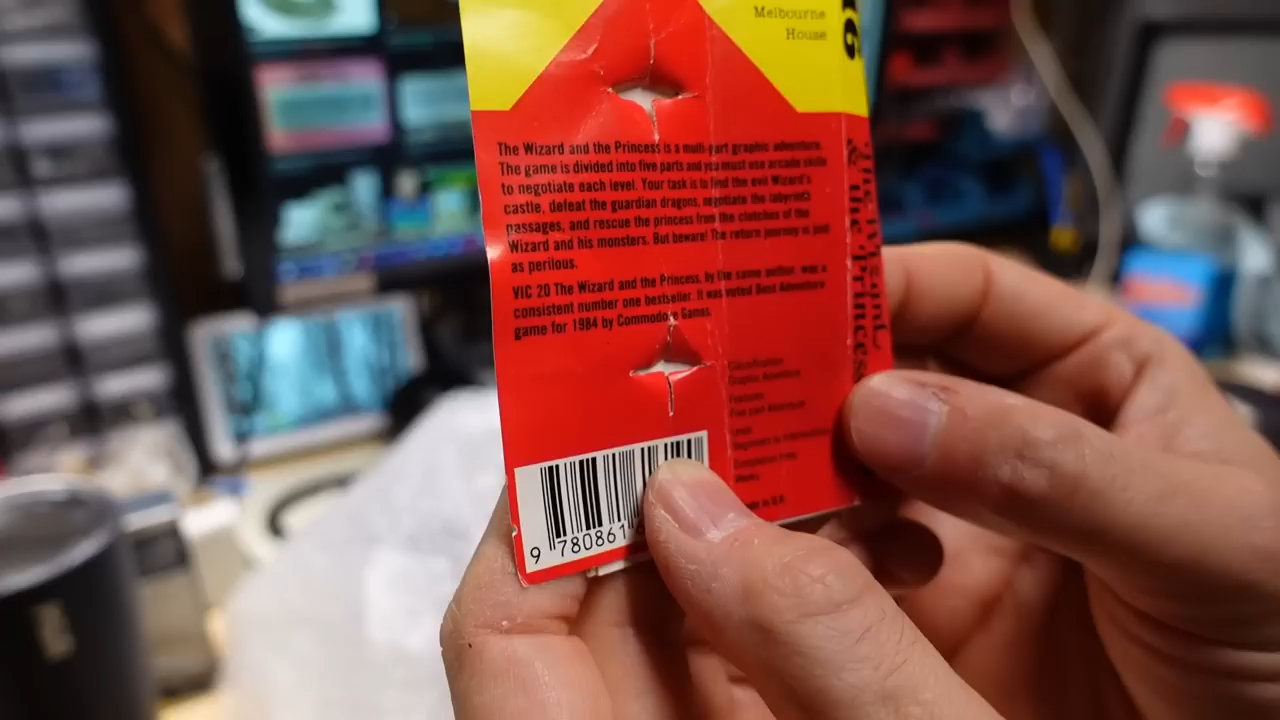 Melbourne
House
16
The Wizard
& the Princess
The Wizard and the Princess is a multi-part graphic adventure.
The game is divided into five parts and you must use arcade skills
to negotiate each level. Your task is to find the evil Wizard's
castle, defeat the guardian dragons, negotiate the labyrinth
passages, and rescue the princess from the clutches of the
Wizard and his monsters. But beware! The return journey is just
as perilous.
VIC 20 The Wizard and the Princess, by the same author, was a
consistent number one bestseller. It was voted Best Adventure
game for 1984 by Commodore Games.
Classification
Graphic Adventure
Features
Five part Adventure
Level
Beginners to Intermediate
Completion Time
Weeks
Made in U.K.
9 780861